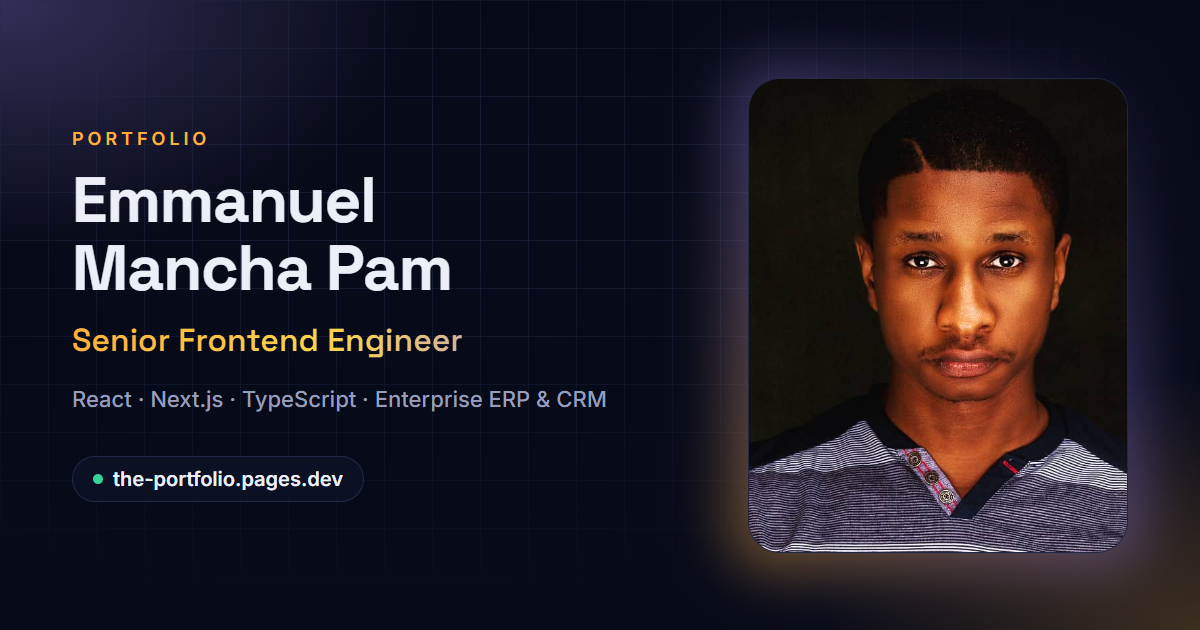 PORTFOLIO
Emmanuel
Mancha Pam
Senior Frontend Engineer
React · Next.js · TypeScript · Enterprise ERP & CRM
the-portfolio.pages.dev